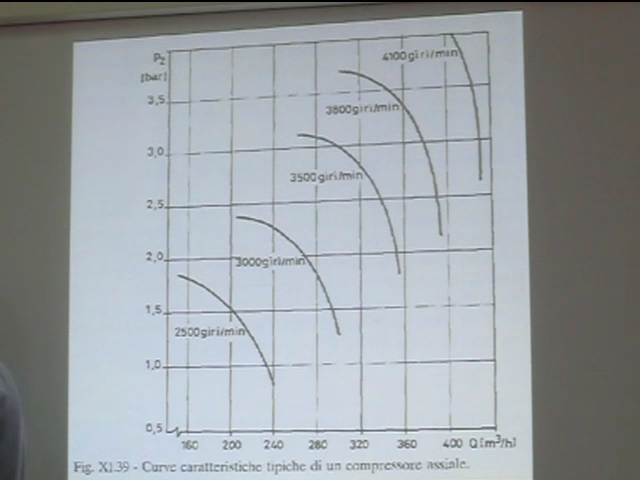 P2
[bar]
4100giri/min
3,5
3800giri/min
3,0
3500giri/min
2,5
2,0
3000giri/min
1,5
2500giri/min
1,0
0,5
160 200 240 280 320 360 400 Q[m³/h]
Fig. XI.39 - Curve caratteristiche tipiche di un compressore assiale.